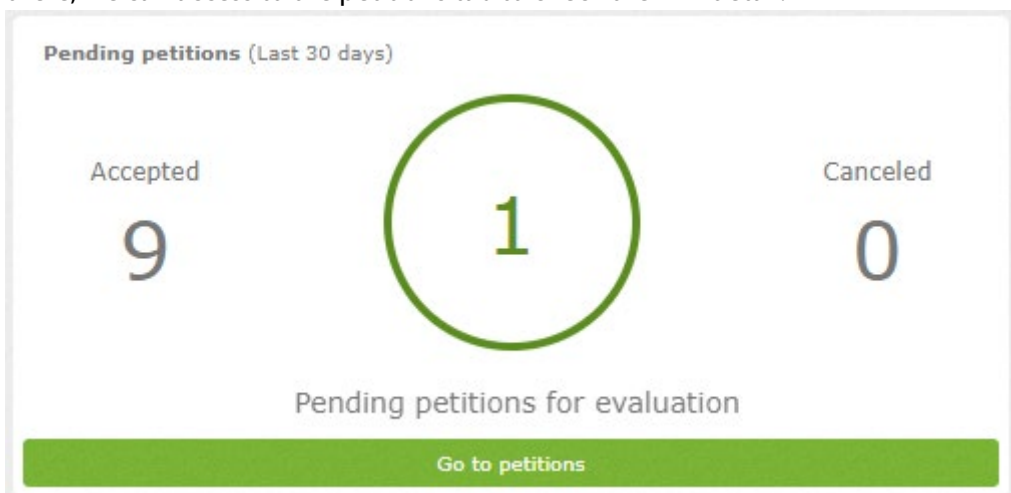 Pending petitions (Last 30 days)
Accepted
9
1
Canceled
0
Pending petitions for evaluation
Go to petitions